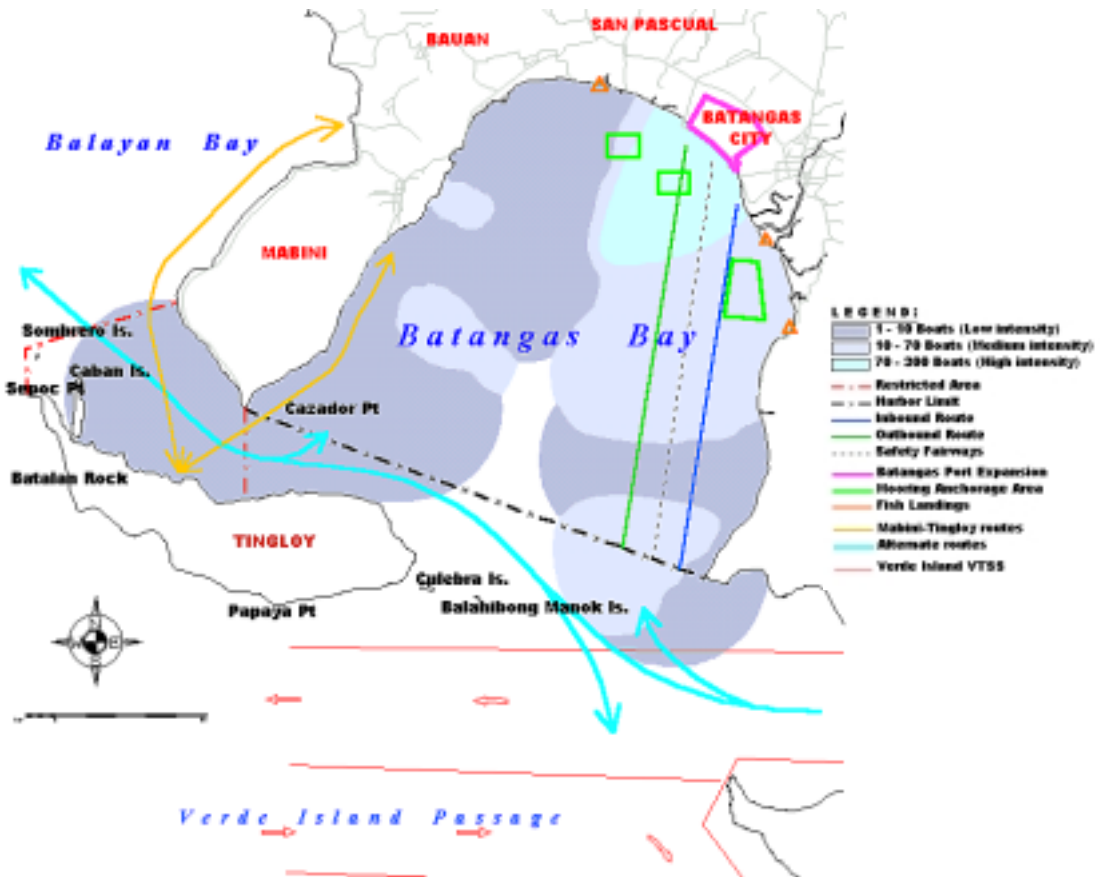 SAN PASCUAL
BAUAN
BATANGAS
CITY
Balayan Bay
MABINI
Sombrero Is.
Caban Is.
Sepoc Pt
Batangas Bay
Cazador Pt
Batalan Rock
TINGLOY
Culebra Is.
Balahibong Manok Is.
Papaya Pt
N
W E
Verde Island Passage
LEGEND:
1 - 10 Boats (Low intensity)
10 - 70 Boats (Medium intensity)
70 - 200 Boats (High intensity)
Restricted Area
Harbor Limit
Inbound Route
Outbound Route
Safety Fairways
Batangas Port Expansion
Mooring Anchorage Area
Fish Landings
Mabini-Tingloy routes
Alternate routes
Verde Island VTSS